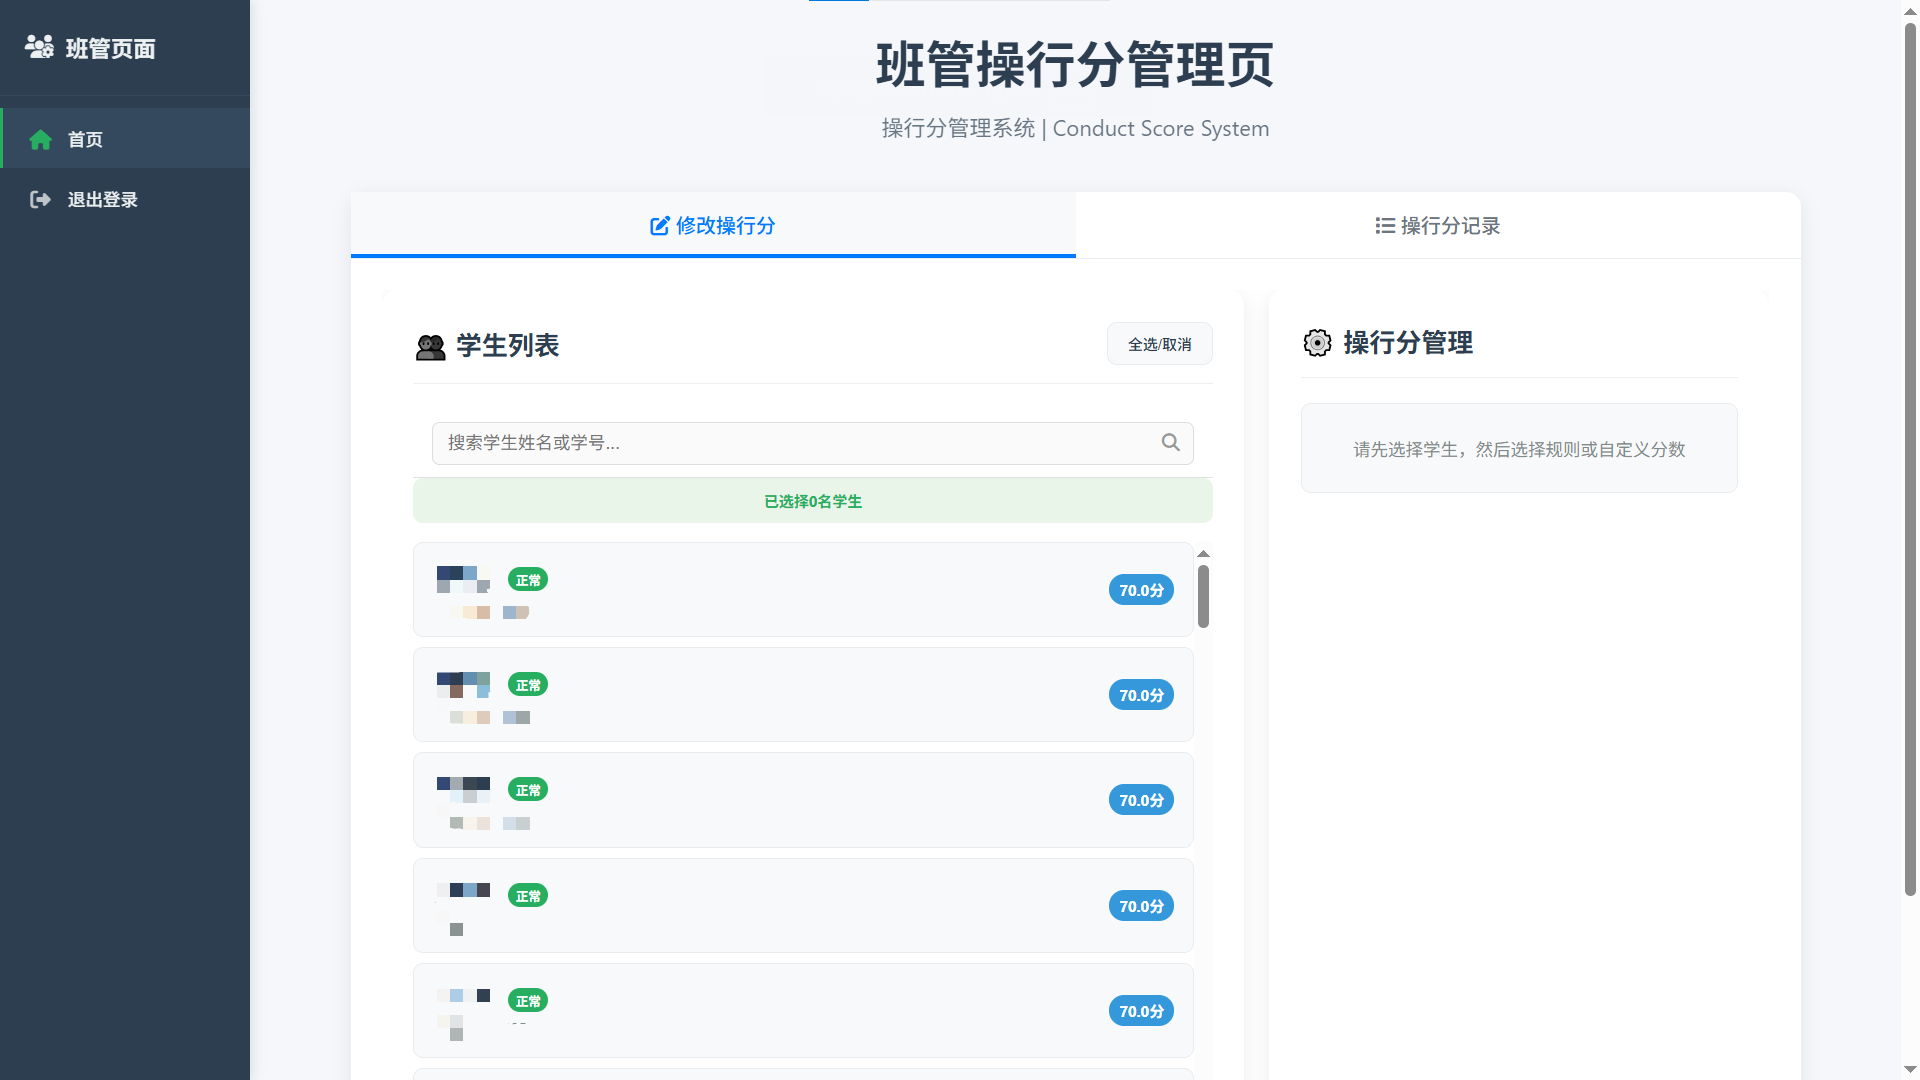 班管页面
首页
退出登录
班管操行分管理页
操行分管理系统 | Conduct Score System
修改操行分
操行分记录
学生列表
全选/取消
搜索学生姓名或学号...
已选择0名学生
正常
70.0分
正常
70.0分
正常
70.0分
正常
70.0分
正常
70.0分
操行分管理
请先选择学生，然后选择规则或自定义分数